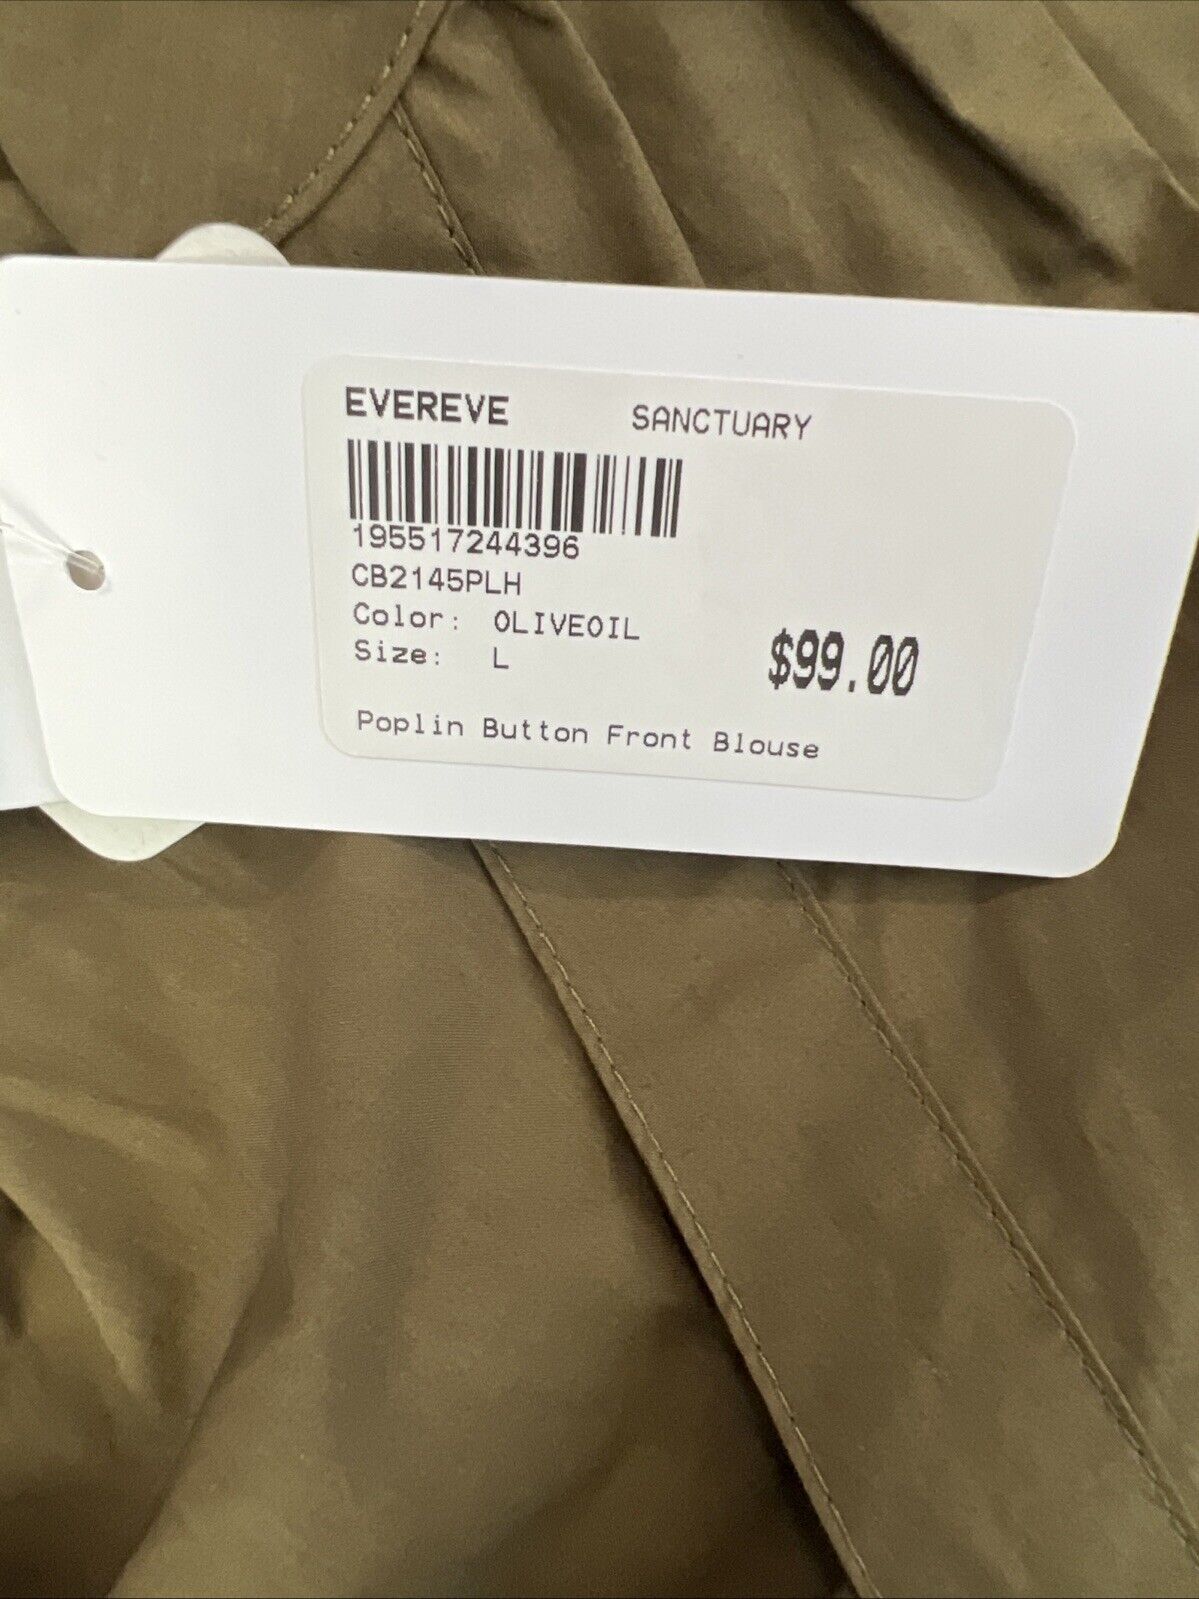 EVEREVE SANCTUARY
195517244396
CB2145PLH
Color: OLIVEOIL
Size: L
$99.00
Poplin Button Front Blouse